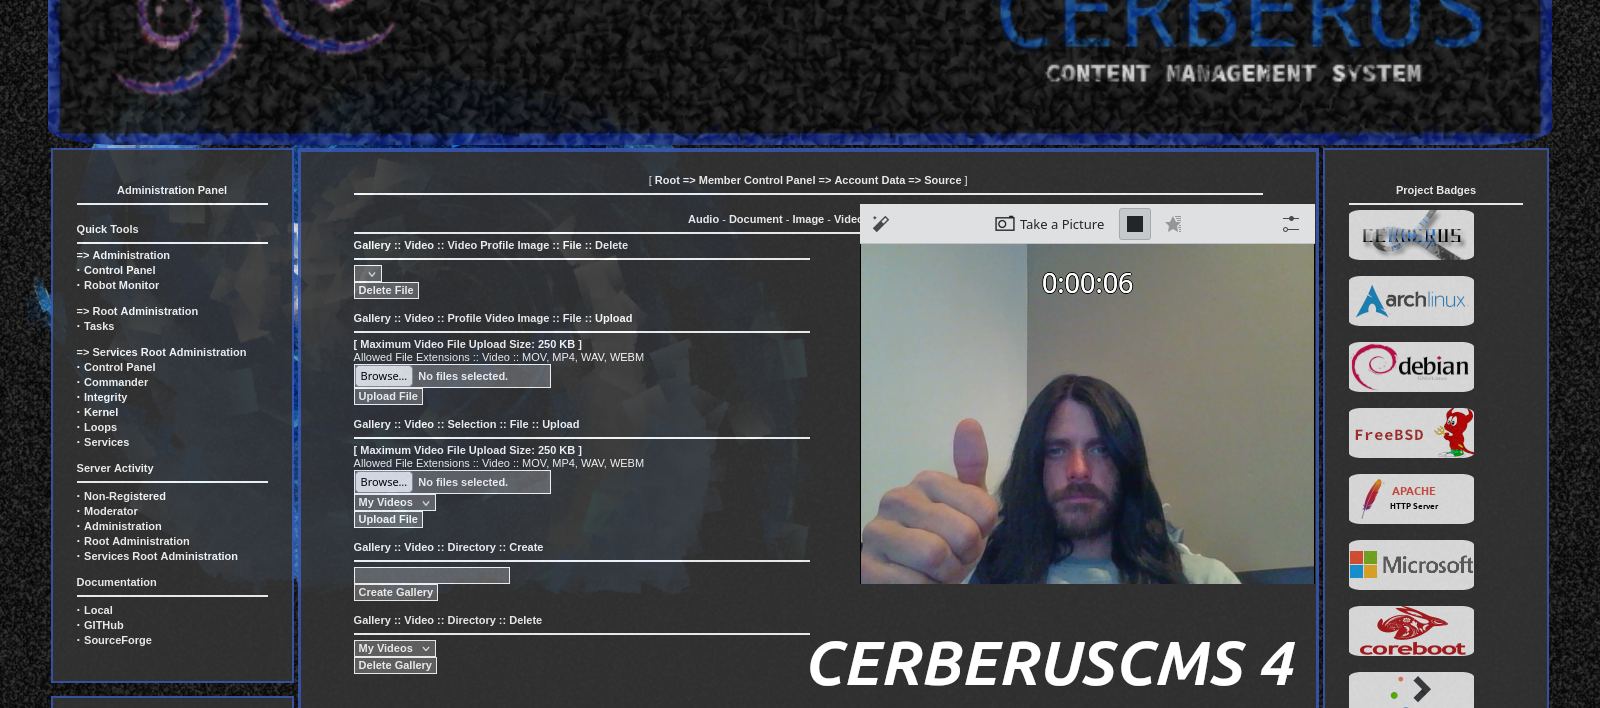 CERBERUS
CONTENT MANAGEMENT SYSTEM
Administration Panel
Quick Tools
=> Administration
· Control Panel
· Robot Monitor
=> Root Administration
· Tasks
=> Services Root Administration
· Control Panel
· Commander
· Integrity
· Kernel
· Loops
· Services
Server Activity
· Non-Registered
· Moderator
· Administration
· Root Administration
· Services Root Administration
Documentation
· Local
· GITHub
· SourceForge
[ Root => Member Control Panel => Account Data => Source ]
Audio - Document - Image - Video
Gallery :: Video :: Video Profile Image :: File :: Delete
Delete File
Gallery :: Video :: Profile Video Image :: File :: Upload
[ Maximum Video File Upload Size: 250 KB ]
Allowed File Extensions :: Video :: MOV, MP4, WAV, WEBM
Browse... No files selected.
Upload File
Gallery :: Video :: Selection :: File :: Upload
[ Maximum Video File Upload Size: 250 KB ]
Allowed File Extensions :: Video :: MOV, MP4, WAV, WEBM
Browse... No files selected.
My Videos
Upload File
Gallery :: Video :: Directory :: Create
Create Gallery
Gallery :: Video :: Directory :: Delete
My Videos
Delete Gallery
Take a Picture
0:00:06
CERBERUSCMS 4
Project Badges
CERBERUS
archlinux
debian
FreeBSD
APACHE
HTTP Server
Microsoft
coreboot